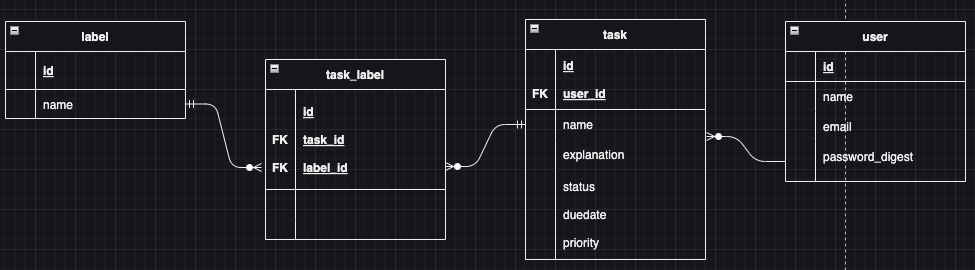 label
id
name
task_label
id
FK task_id
FK label_id
task
id
FK user_id
name
explanation
status
duedate
priority
user
id
name
email
password_digest